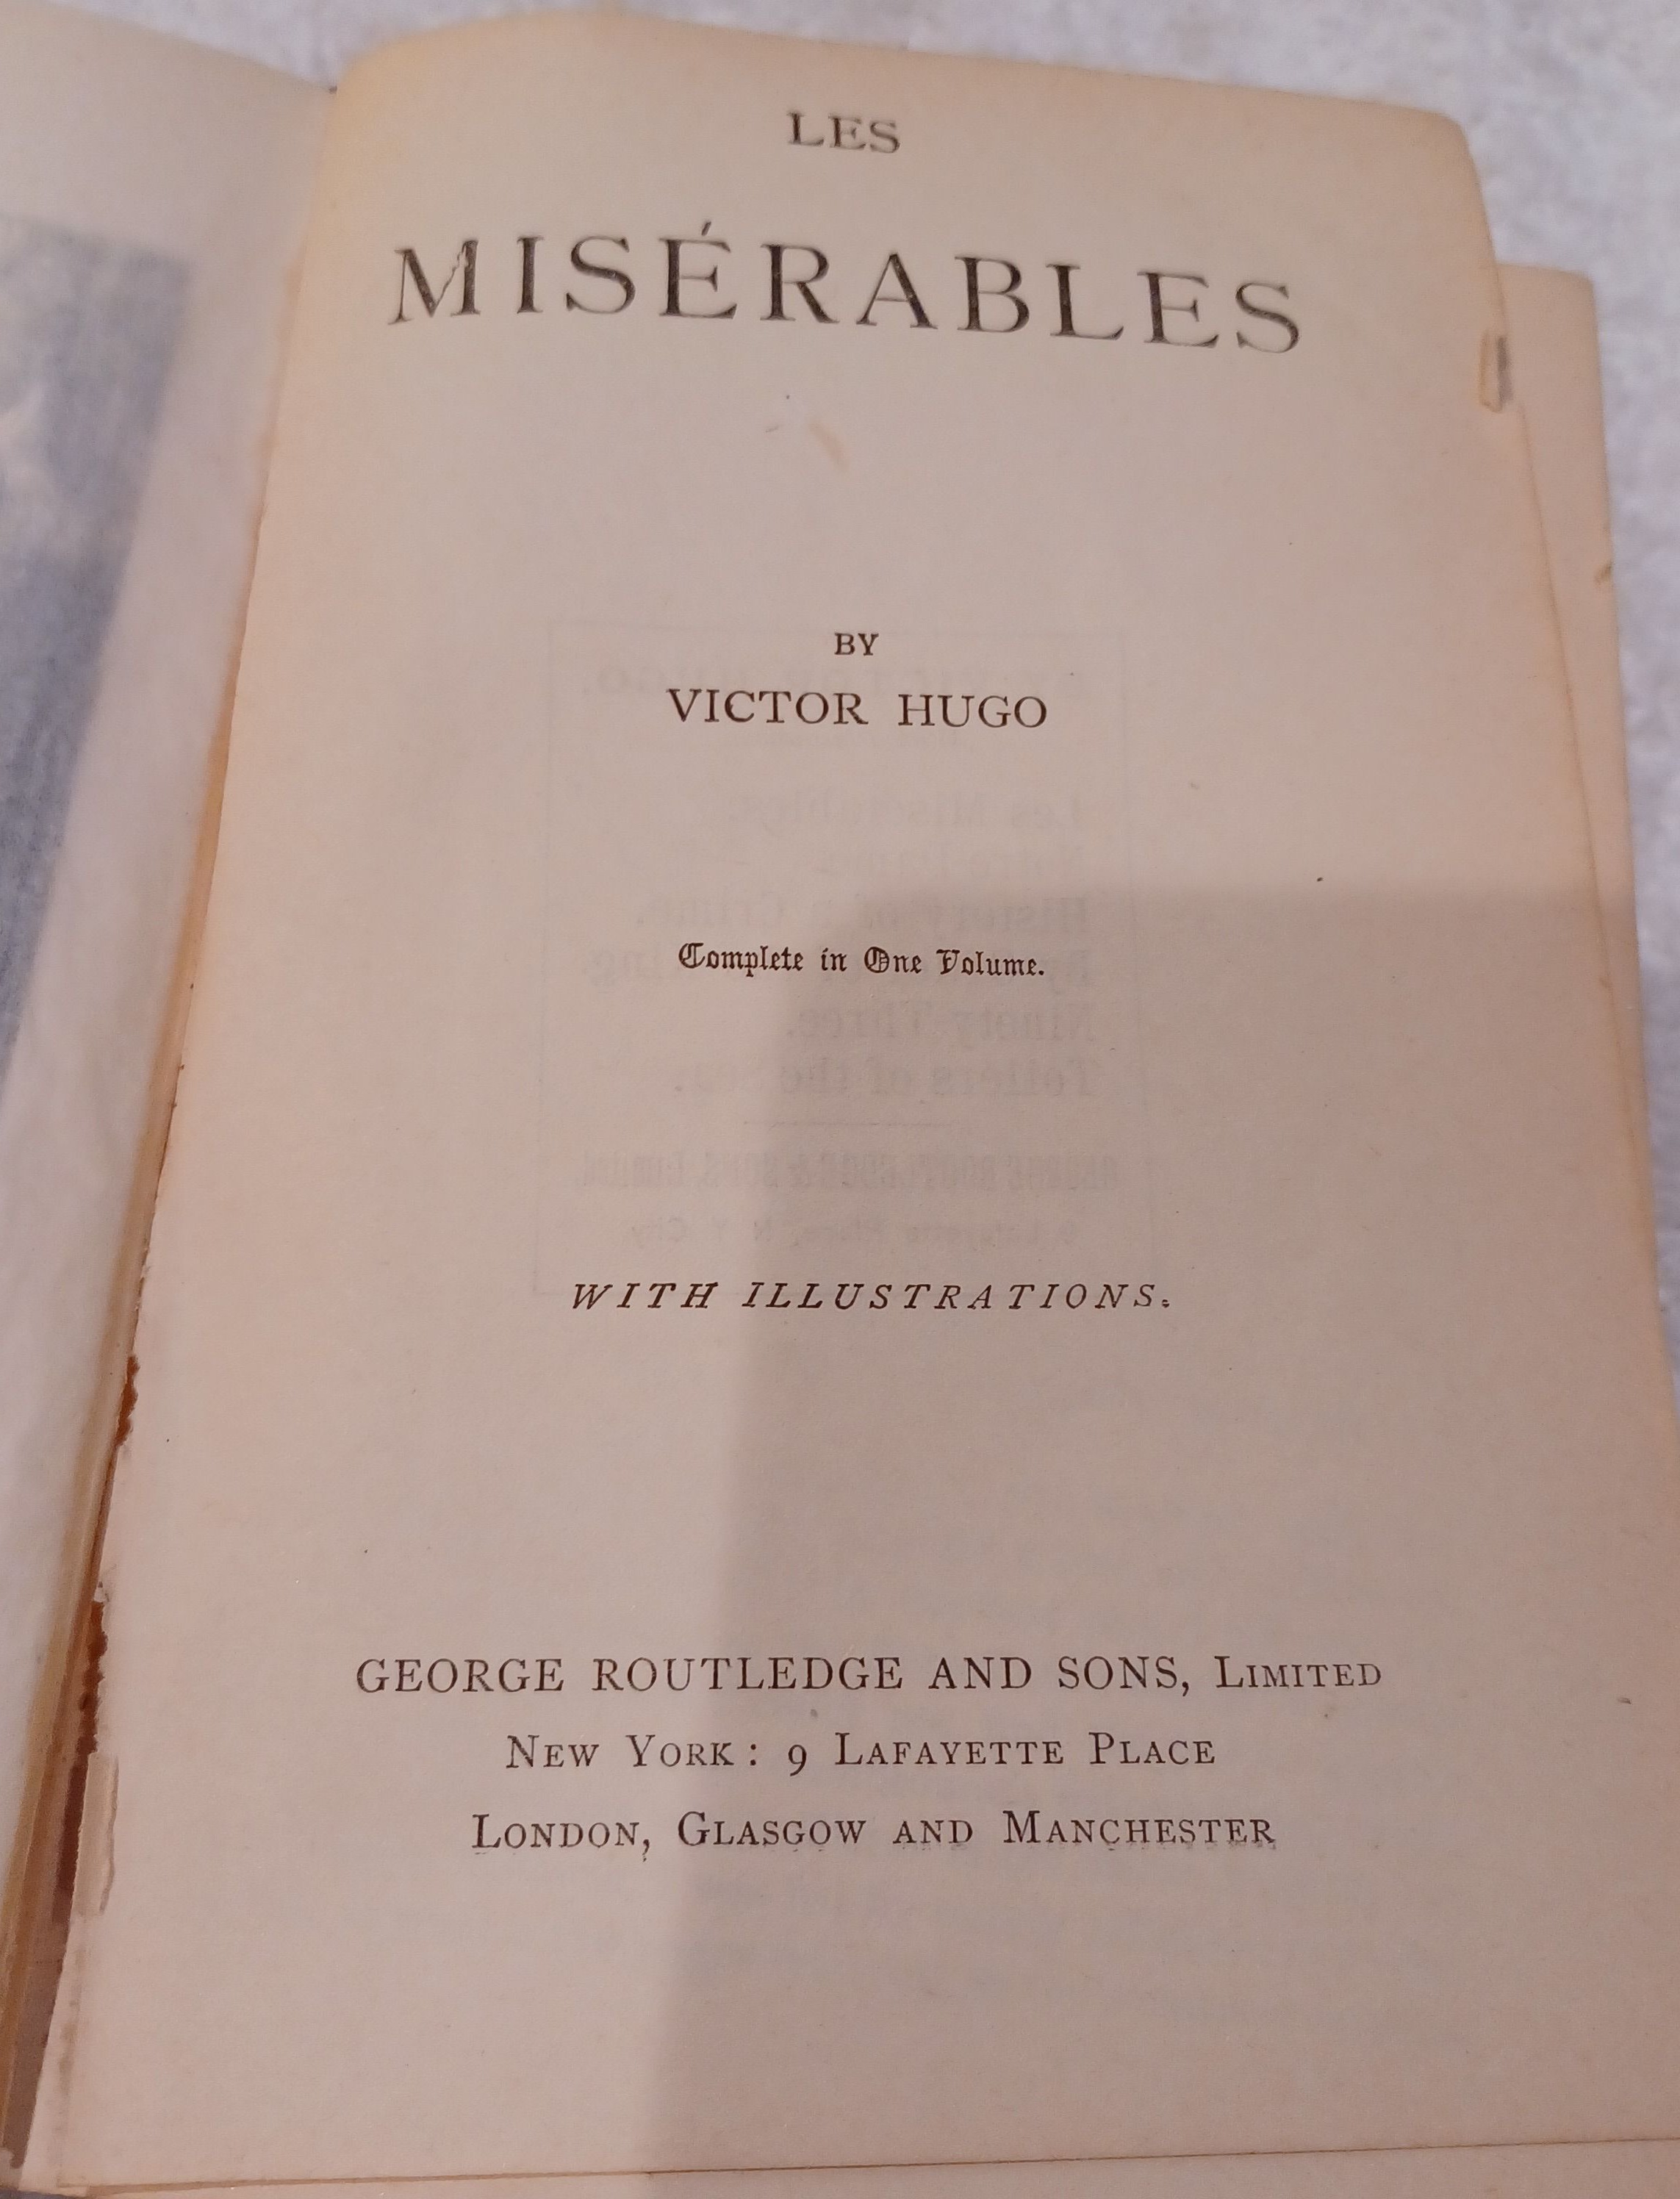 LES
MISÉRABLES
BY
VICTOR HUGO
Complete in One Volume.
WITH ILLUSTRATIONS.
GEORGE ROUTLEDGE AND SONS, LIMITED
NEW YORK: 9 LAFAYETTE PLACE
LONDON, GLASGOW AND MANCHESTER